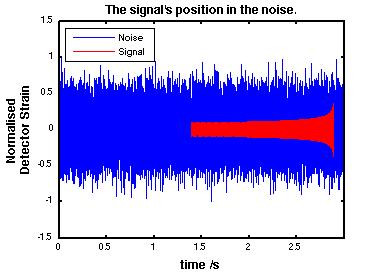 The signal's position in the noise.
Noise
Signal
Normalised
Detector Strain
1.5
1
0.5
0
-0.5
-1
-1.5
0 0.5 1 1.5 2 2.5
time /s